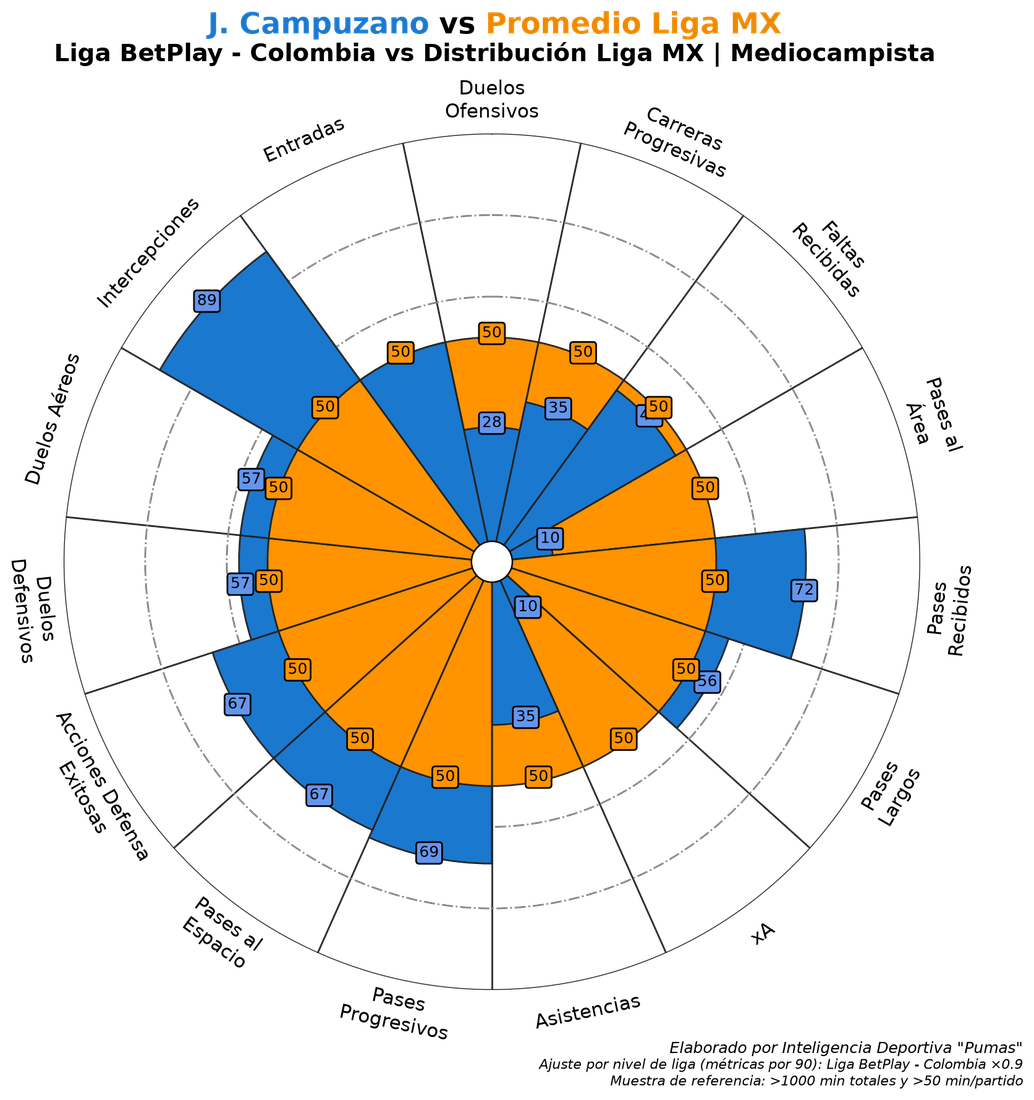 J. Campuzano vs Promedio Liga MX
Liga BetPlay - Colombia vs Distribución Liga MX | Mediocampista
Duelos
Ofensivos
Carreras
Progresivas
Faltas
Recibidas
Pases al
Área
Pases
Recibidos
Pases
Largos
xA
Asistencias
Pases
Progresivos
Pases al
Espacio
Acciones Defensa
Exitosas
Duelos
Defensivos
Duelos Aéreos
Intercepciones
Entradas
50
28
50
35
50
50
10
50
72
50
56
50
10
50
35
50
69
50
67
50
67
50
57
50
57
50
89
50
Elaborado por Inteligencia Deportiva "Pumas"
Ajuste por nivel de liga (métricas por 90): Liga BetPlay - Colombia ×0.9
Muestra de referencia: >1000 min totales y >50 min/partido